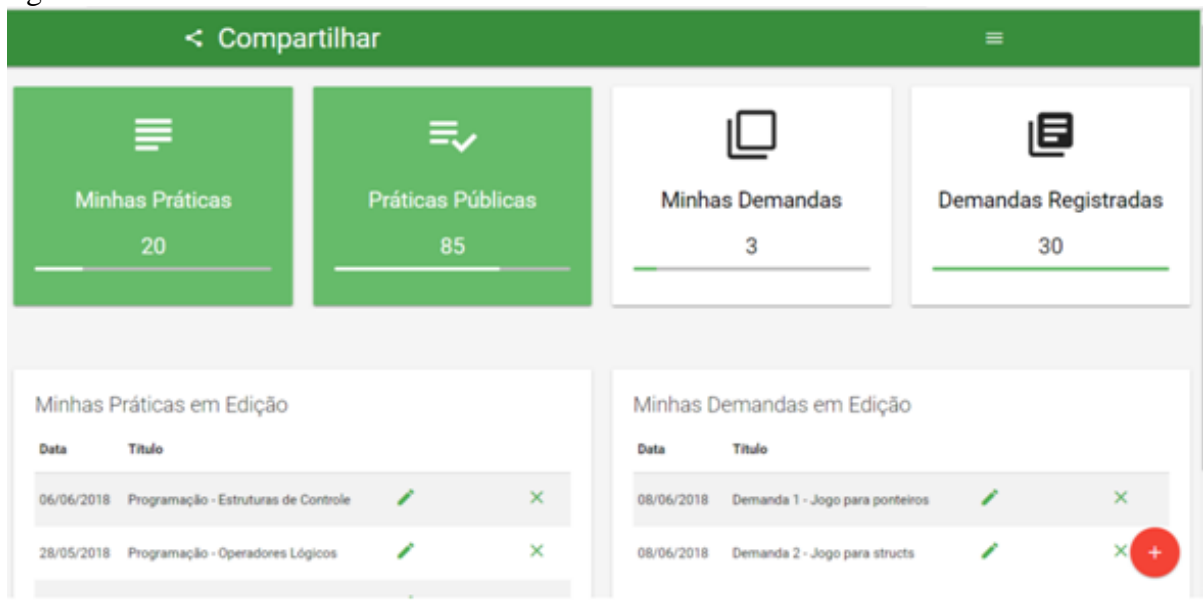 Compartilhar
Minhas Práticas
20
Práticas Públicas
85
Minhas Demandas
3
Demandas Registradas
30
Minhas Práticas em Edição
Data Título
06/06/2018 Programação - Estruturas de Controle
28/05/2018 Programação - Operadores Lógicos
Minhas Demandas em Edição
Data Título
08/06/2018 Demanda 1 - Jogo para ponteiros
08/06/2018 Demanda 2 - Jogo para structs